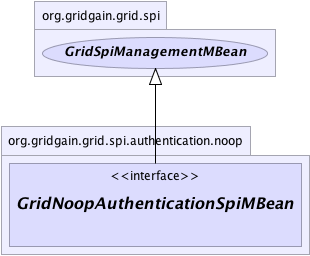 org.gridgain.grid.spi
GridSpiManagementMBean
org.gridgain.grid.spi.authentication.noop
<<interface>>
GridNoopAuthenticationSpiMBean